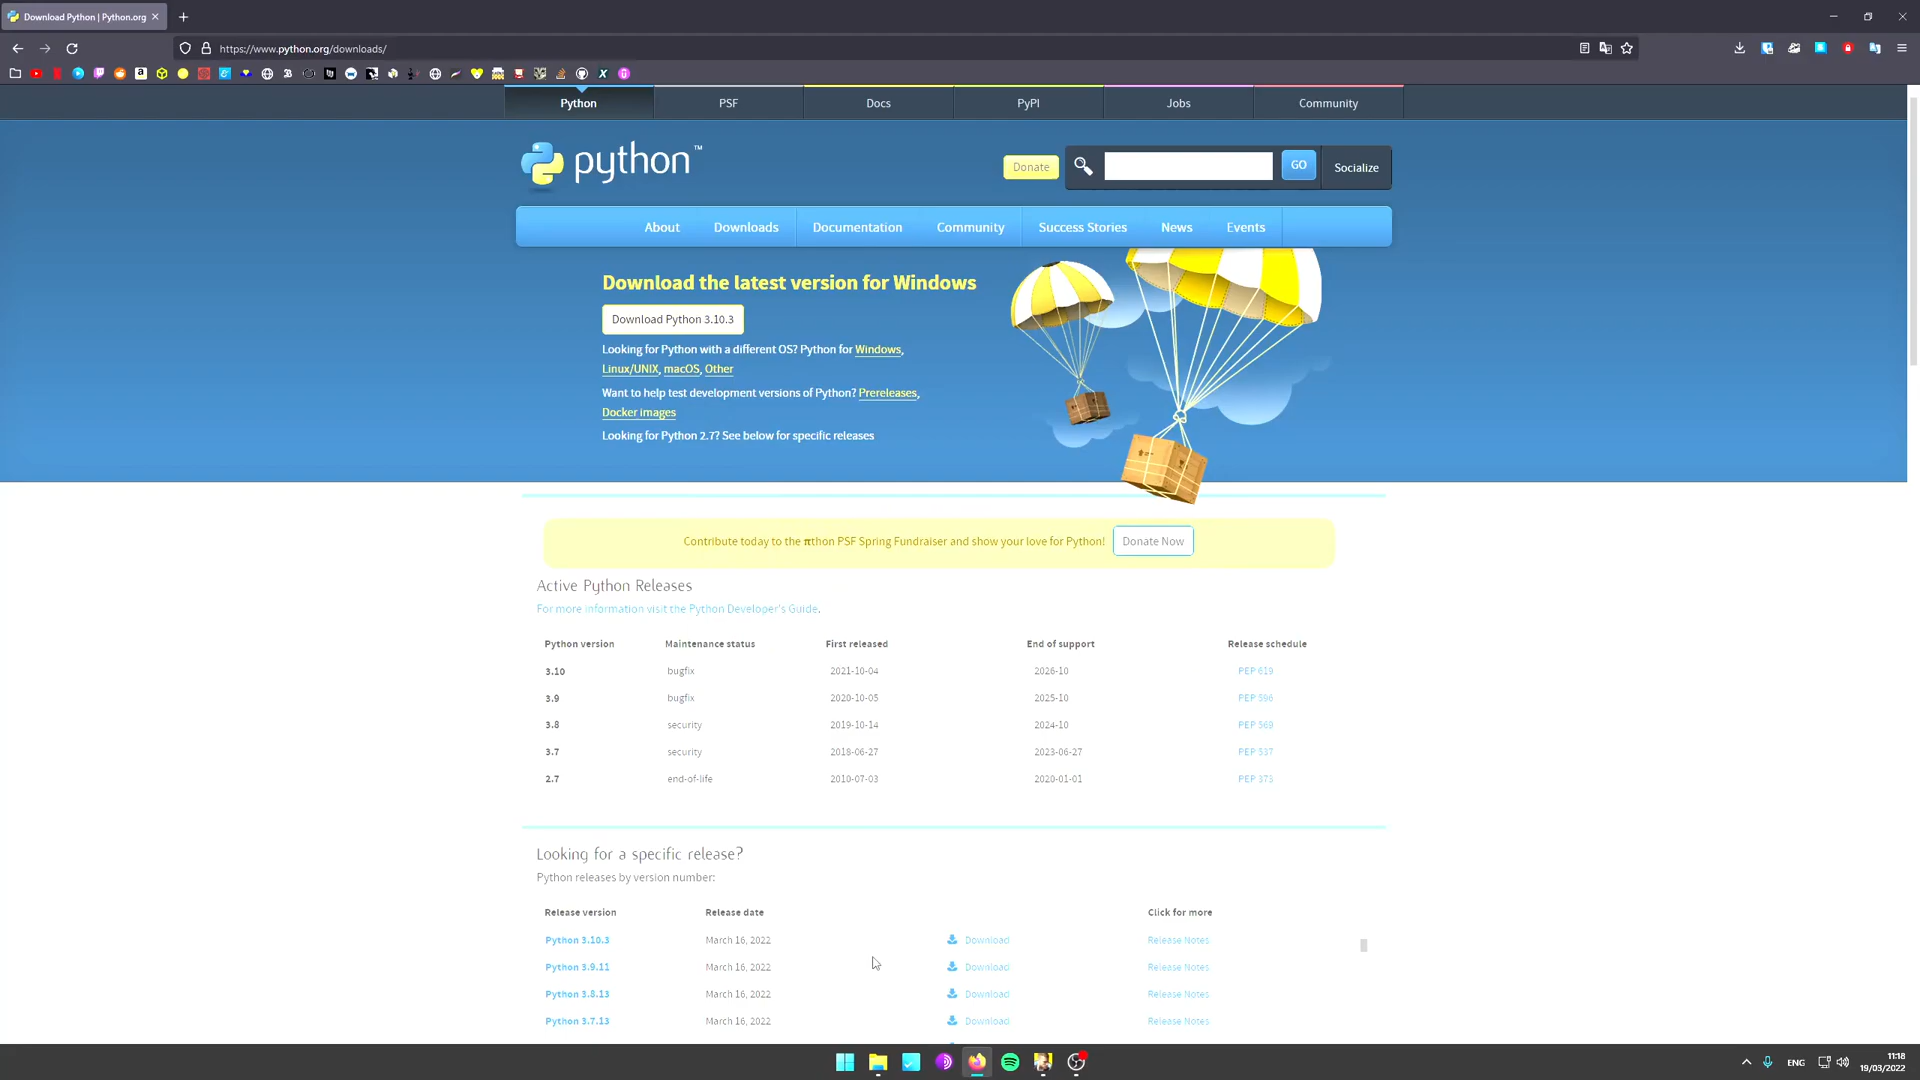 Download Python | Python.org
https://www.python.org/downloads/
Python PSF Docs PyPI Jobs Community
python™
Donate GO Socialize
About Downloads Documentation Community Success Stories News Events
Download the latest version for Windows
Download Python 3.10.3
Looking for Python with a different OS? Python for Windows,
Linux/UNIX, macOS, Other
Want to help test development versions of Python? Prereleases,
Docker images
Looking for Python 2.7? See below for specific releases
Contribute today to the πthon PSF Spring Fundraiser and show your love for Python! Donate Now
Active Python Releases
For more information visit the Python Developer's Guide.
Python version Maintenance status First released End of support Release schedule
3.10 bugfix 2021-10-04 2026-10 PEP 619
3.9 bugfix 2020-10-05 2025-10 PEP 596
3.8 security 2019-10-14 2024-10 PEP 569
3.7 security 2018-06-27 2023-06-27 PEP 537
2.7 end-of-life 2010-07-03 2020-01-01 PEP 373
Looking for a specific release?
Python releases by version number:
Release version Release date Click for more
Python 3.10.3 March 16, 2022 Download Release Notes
Python 3.9.11 March 16, 2022 Download Release Notes
Python 3.8.13 March 16, 2022 Download Release Notes
Python 3.7.13 March 16, 2022 Download Release Notes
ENG 11:18
19/03/2022